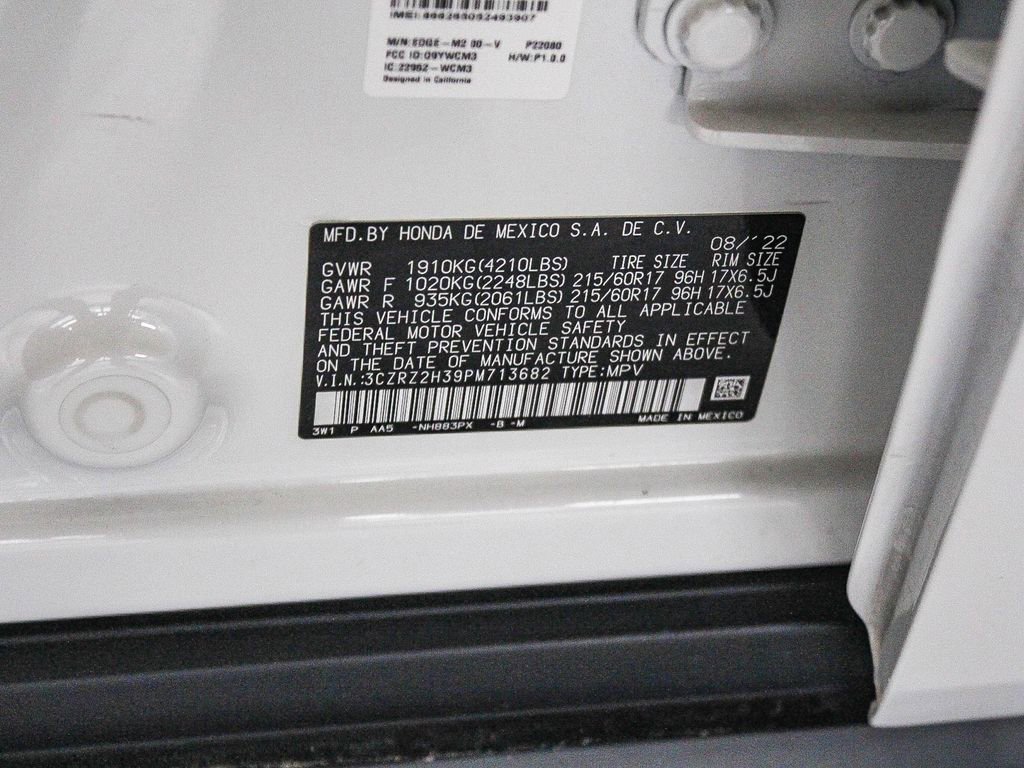 M/N:EDGE-M2 00-V P22080
FCC ID:O9YWCM3 H/W:P1.0.0
IC:22962-WCM3
Designed in California
MFD.BY HONDA DE MEXICO S.A. DE C.V.
08/'22
GVWR 1910KG(4210LBS) TIRE SIZE RIM SIZE
GAWR F 1020KG(2248LBS) 215/60R17 96H 17X6.5J
GAWR R 935KG(2061LBS) 215/60R17 96H 17X6.5J
THIS VEHICLE CONFORMS TO ALL APPLICABLE
FEDERAL MOTOR VEHICLE SAFETY
AND THEFT PREVENTION STANDARDS IN EFFECT
ON THE DATE OF MANUFACTURE SHOWN ABOVE.
V.I.N.:3CZRZ2H39PM713682 TYPE:MPV
3W1 P AA5 -NH883PX -B -M MADE IN MEXICO